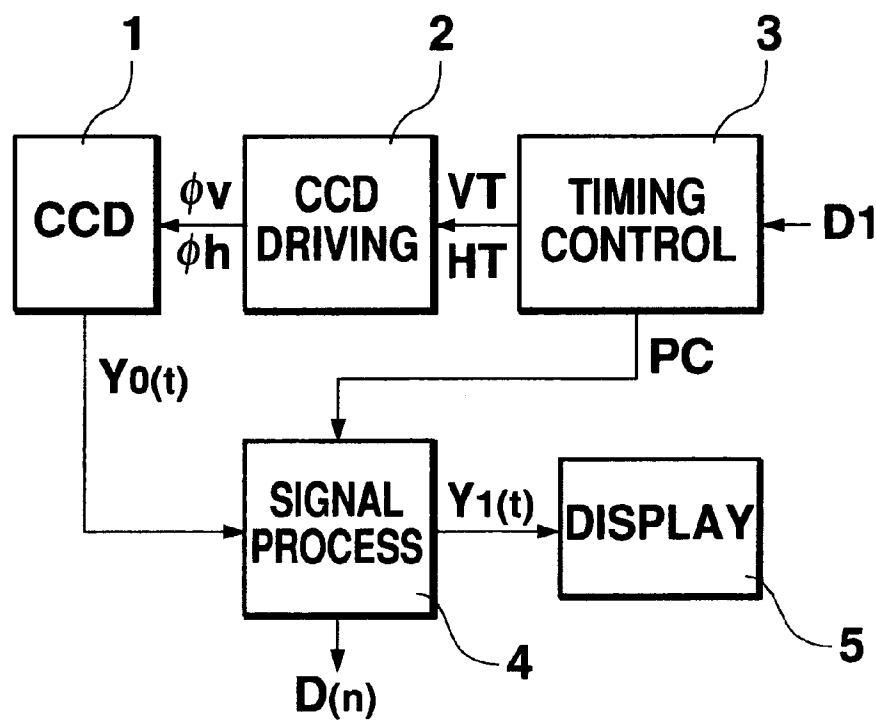 1
2
3
CCD
ϕv
ϕh
CCD
DRIVING
VT
HT
TIMING
CONTROL
D1
Y0(t)
PC
SIGNAL
PROCESS
Y1(t)
DISPLAY
4
5
D(n)